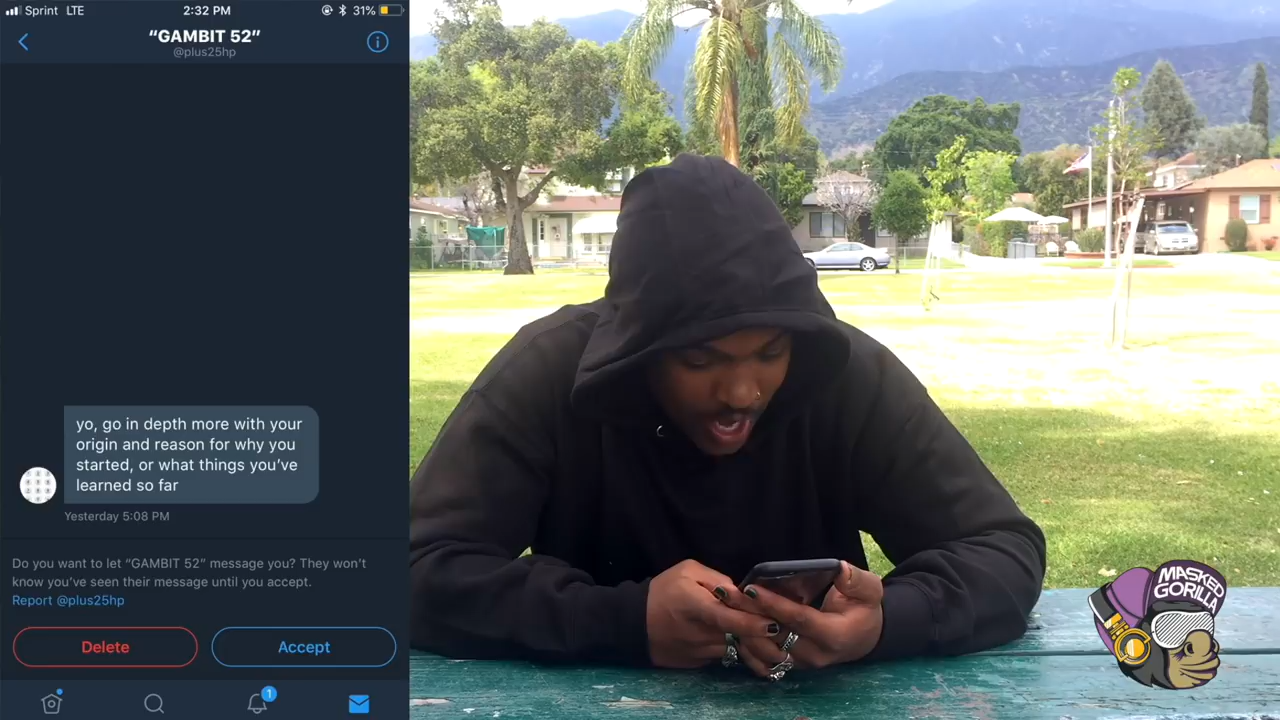 Sprint LTE 2:32 PM 31%
“GAMBIT 52”
@plus25hp
yo, go in depth more with your
origin and reason for why you
started, or what things you’ve
learned so far
Yesterday 5:08 PM
Do you want to let “GAMBIT 52” message you? They won’t
know you’ve seen their message until you accept.
Report @plus25hp
Delete Accept
1
MASKED
GORILLA